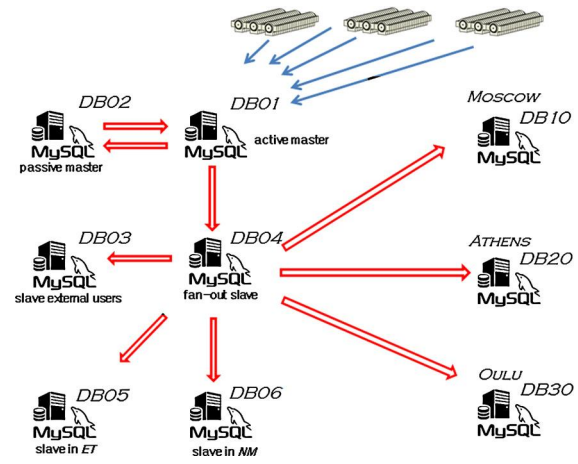 DB02
DB01
MOSCOW
DB10
MySQL
passive master
MySQL
active master
MySQL
DB03
DB04
ATHENS
DB20
MySQL
slave external users
MySQL
fan-out slave
MySQL
DB05
DB06
OULU
DB30
MySQL
slave in ET
MySQL
slave in NM
MySQL